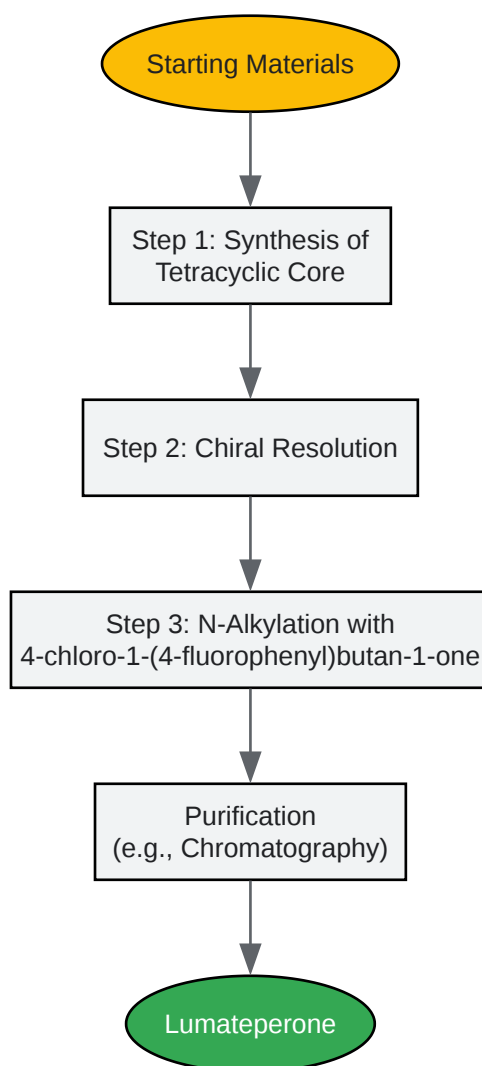 Starting Materials
Step 1: Synthesis of
Tetracyclic Core
Step 2: Chiral Resolution
Step 3: N-Alkylation with
4-chloro-1-(4-fluorophenyl)butan-1-one
Purification
(e.g., Chromatography)
Lumateperone